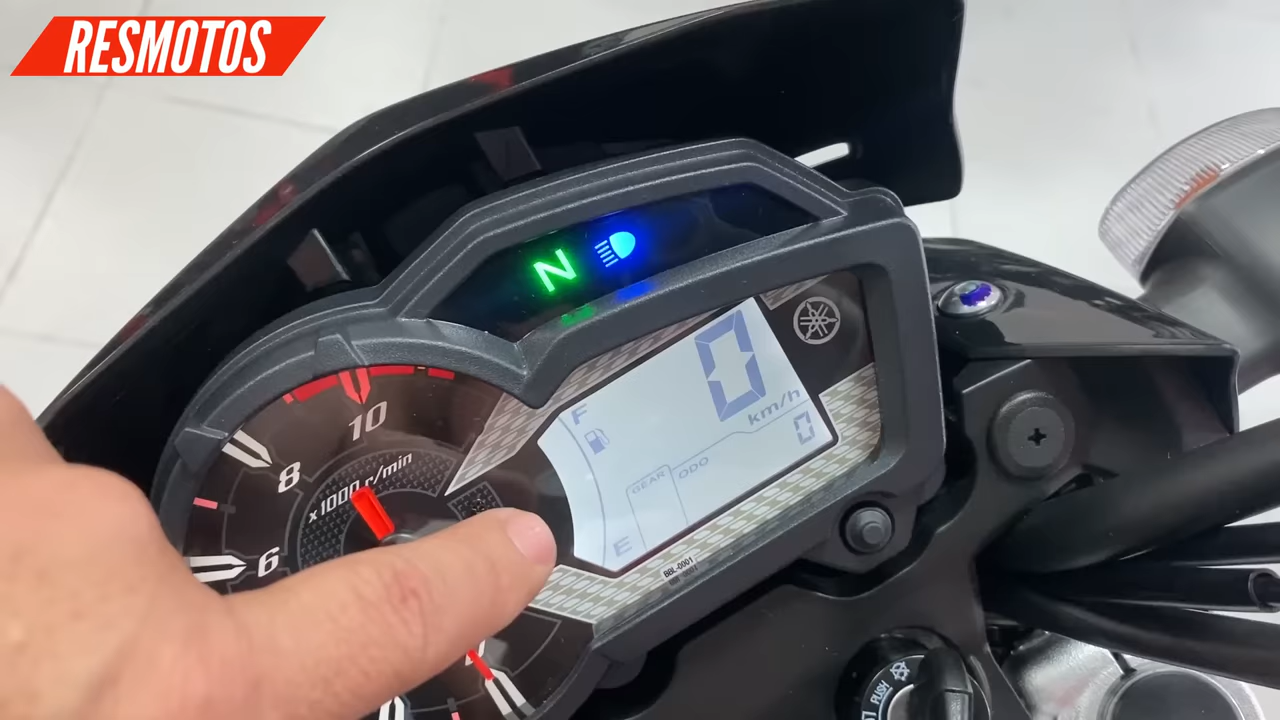 RESMOTOS
N
10
8
x1000 r/min
6
0
km/h
F
0
GEAR
ODO
E
BBL-0001
PUSH